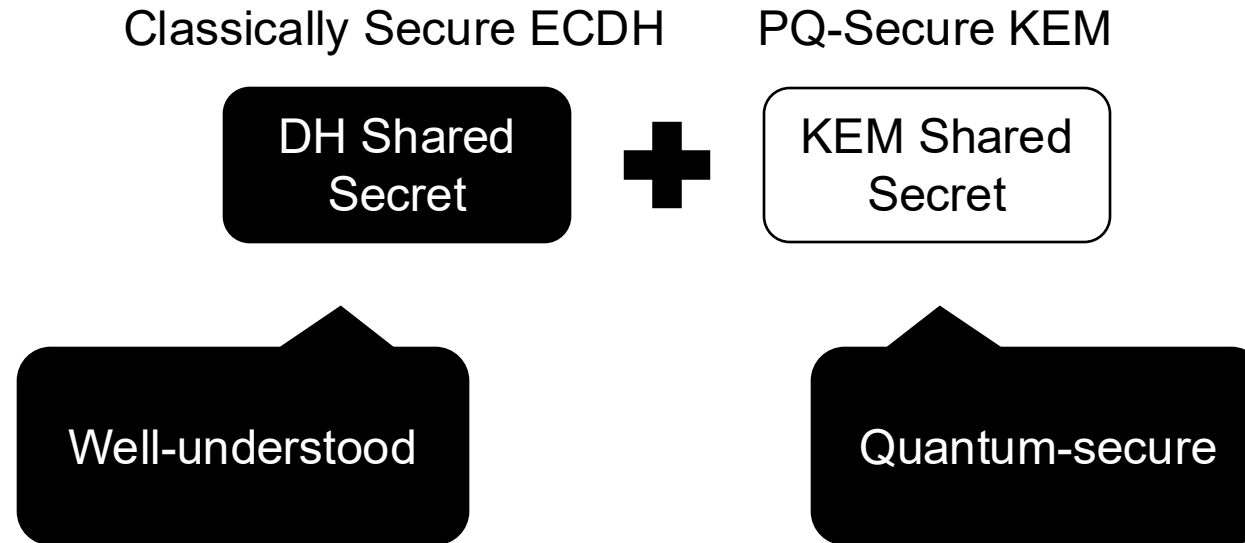 Classically Secure ECDH
PQ-Secure KEM
DH Shared
Secret
KEM Shared
Secret
Well-understood
Quantum-secure